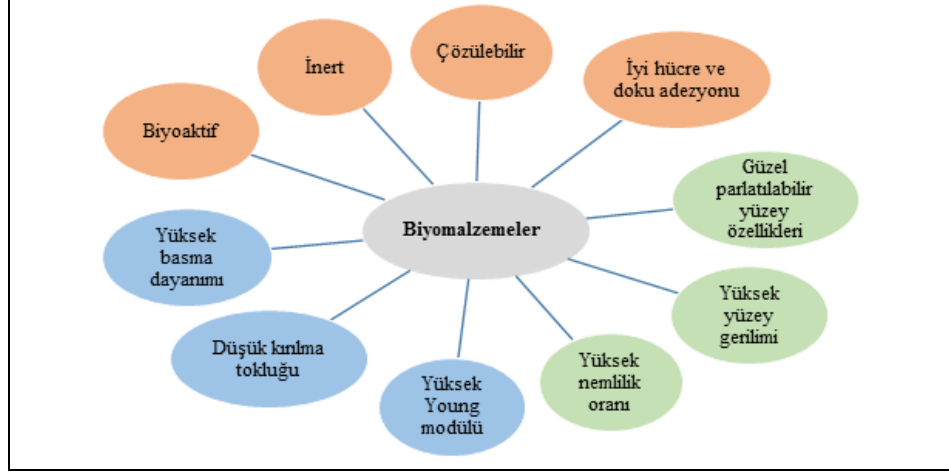 Çözülebilir
İnert
İyi hücre ve
doku adezyonu
Biyoaktif
Güzel
parlatılabilir
yüzey
özellikleri
Biyomalzemeler
Yüksek
basma
dayanımı
Yüksek
yüzey
gerilimi
Düşük kırılma
tokluğu
Yüksek
nemlilik
oranı
Yüksek
Young
modülü